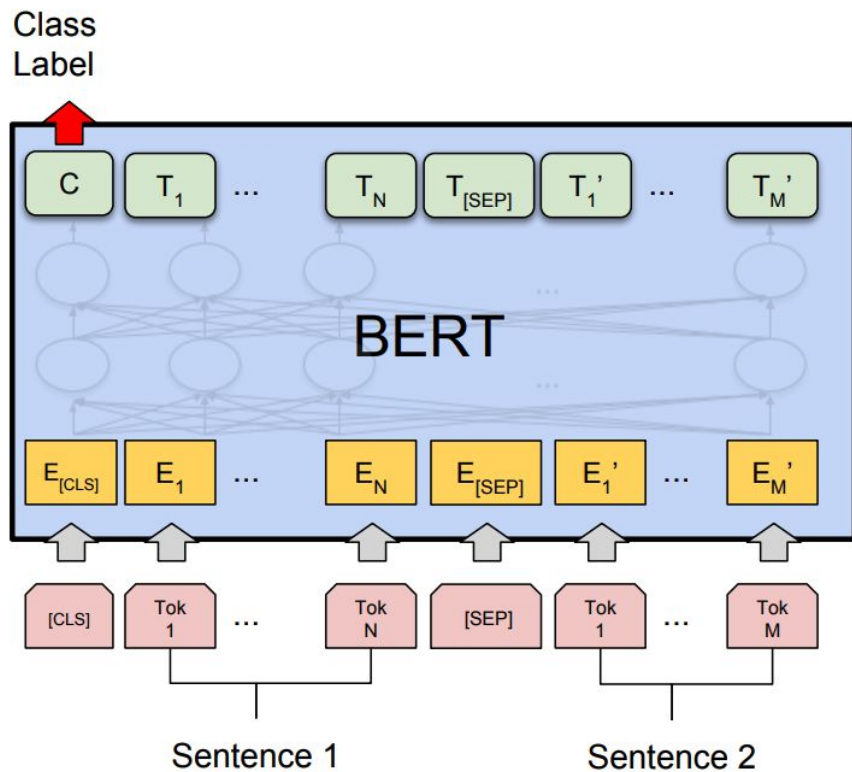 Class
Label
C T1 ... TN T[SEP] T1’ ... TM’
...
BERT
...
E[CLS] E1 ... EN E[SEP] E1’ ... EM’
[CLS] Tok 1 ... Tok N [SEP] Tok 1 ... Tok M
Sentence 1 Sentence 2